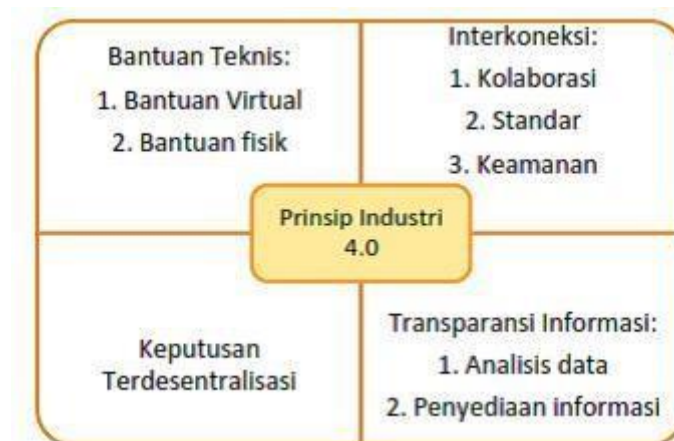 Bantuan Teknis:
1. Bantuan Virtual
2. Bantuan fisik
Interkoneksi:
1. Kolaborasi
2. Standar
3. Keamanan
Prinsip Industri
4.0
Keputusan
Terdesentralisasi
Transparansi Informasi:
1. Analisis data
2. Penyediaan informasi